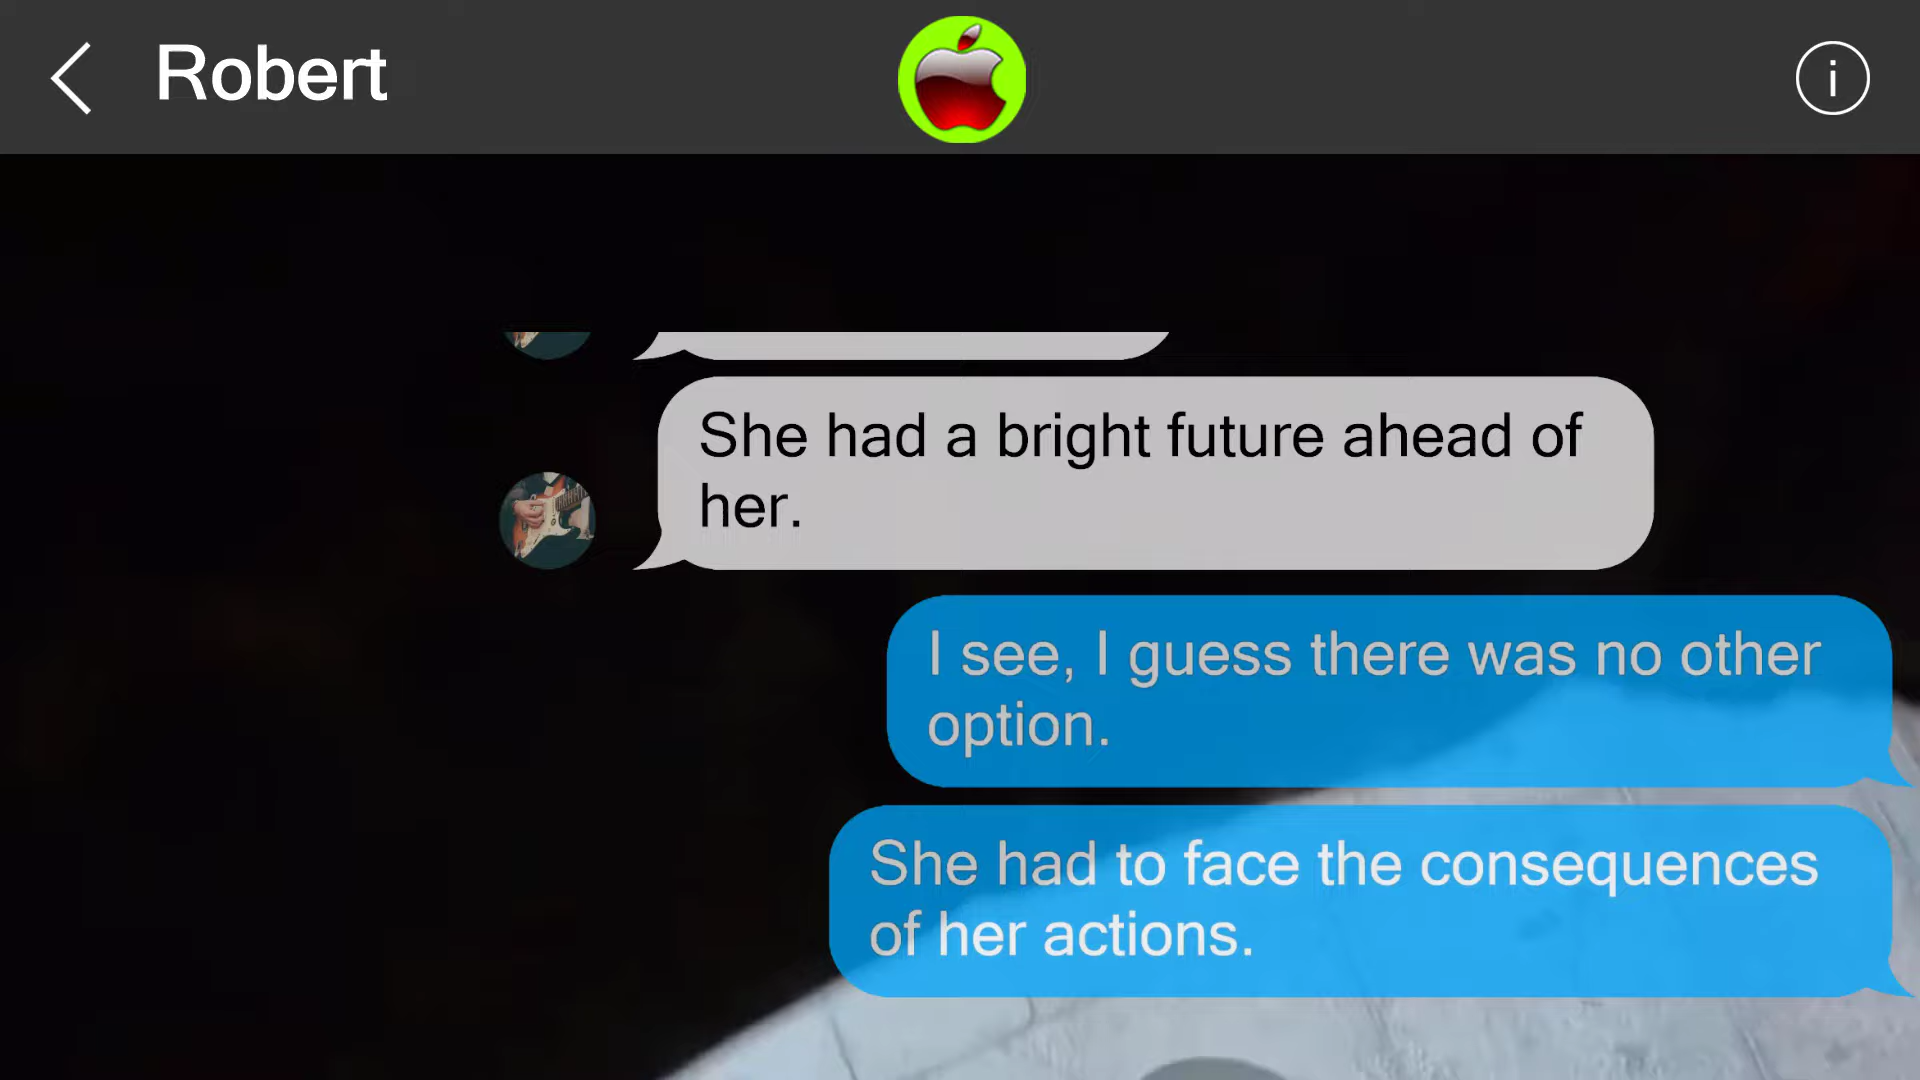 Robert
i
She had a bright future ahead of
her.
I see, I guess there was no other
option.
She had to face the consequences
of her actions.